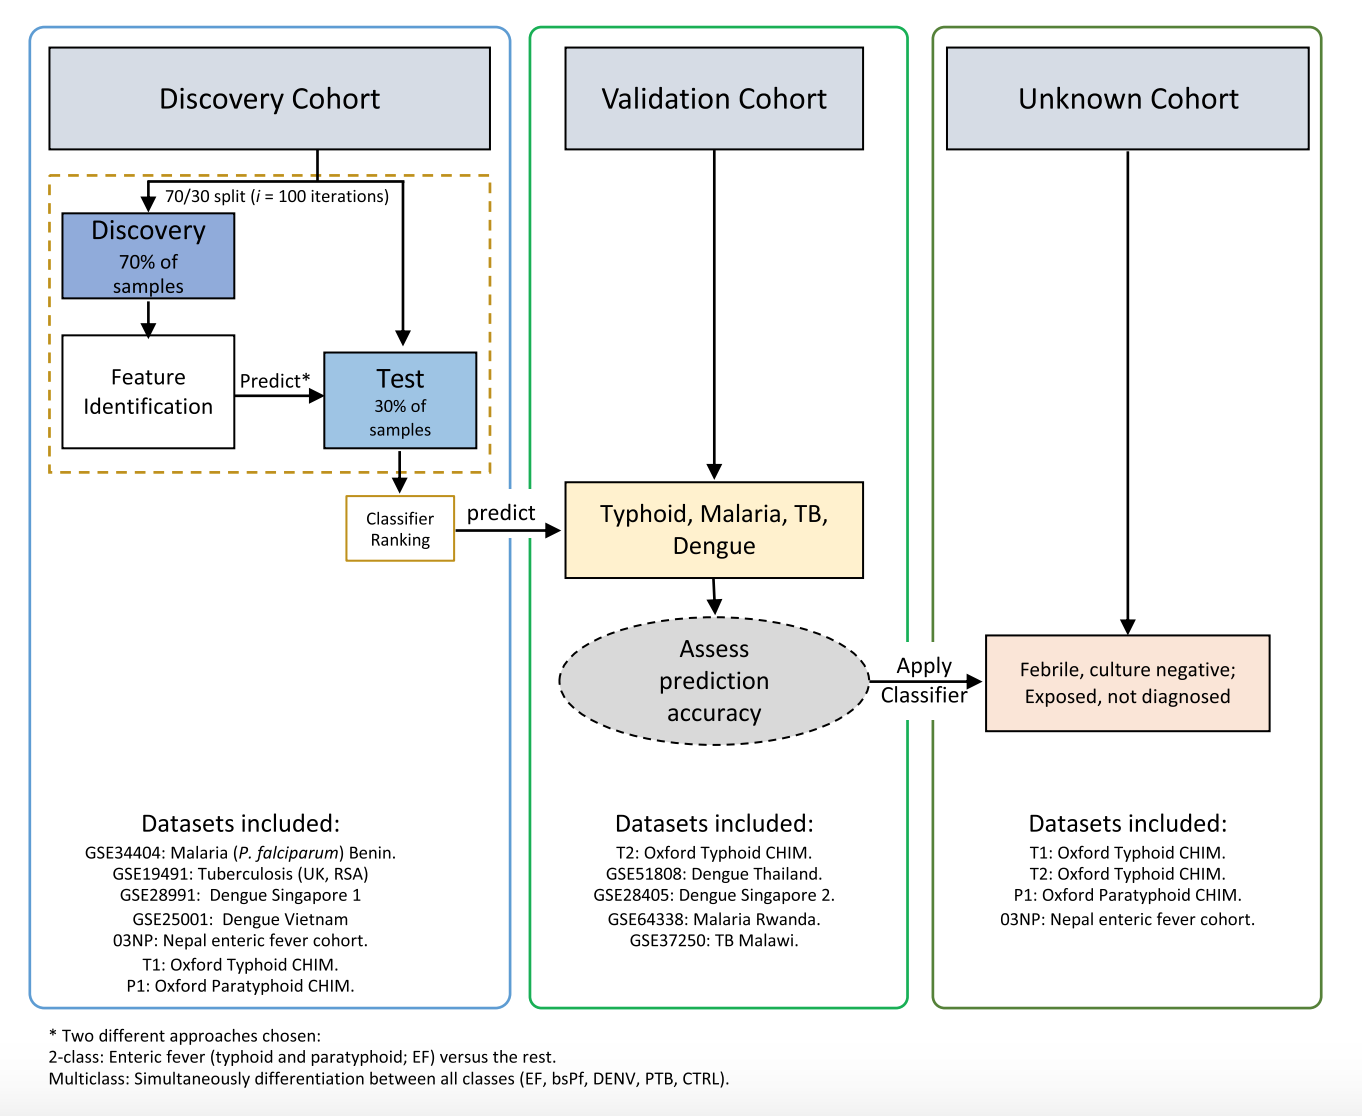 Discovery Cohort
70/30 split (i = 100 iterations)
Discovery
70% of
samples
Feature
Identification
Predict*
Test
30% of
samples
Classifier
Ranking
predict
Datasets included:
GSE34404: Malaria (P. falciparum) Benin.
GSE19491: Tuberculosis (UK, RSA)
GSE28991:  Dengue Singapore 1
GSE25001:  Dengue Vietnam
03NP: Nepal enteric fever cohort.
T1: Oxford Typhoid CHIM.
P1: Oxford Paratyphoid CHIM.
Validation Cohort
Typhoid, Malaria, TB,
Dengue
Assess
prediction
accuracy
Apply
Classifier
Datasets included:
T2: Oxford Typhoid CHIM.
GSE51808: Dengue Thailand.
GSE28405: Dengue Singapore 2.
GSE64338: Malaria Rwanda.
GSE37250: TB Malawi.
Unknown Cohort
Febrile, culture negative;
Exposed, not diagnosed
Datasets included:
T1: Oxford Typhoid CHIM.
T2: Oxford Typhoid CHIM.
P1: Oxford Paratyphoid CHIM.
03NP: Nepal enteric fever cohort.
* Two different approaches chosen:
2-class: Enteric fever (typhoid and paratyphoid; EF) versus the rest.
Multiclass: Simultaneously differentiation between all classes (EF, bsPf, DENV, PTB, CTRL).